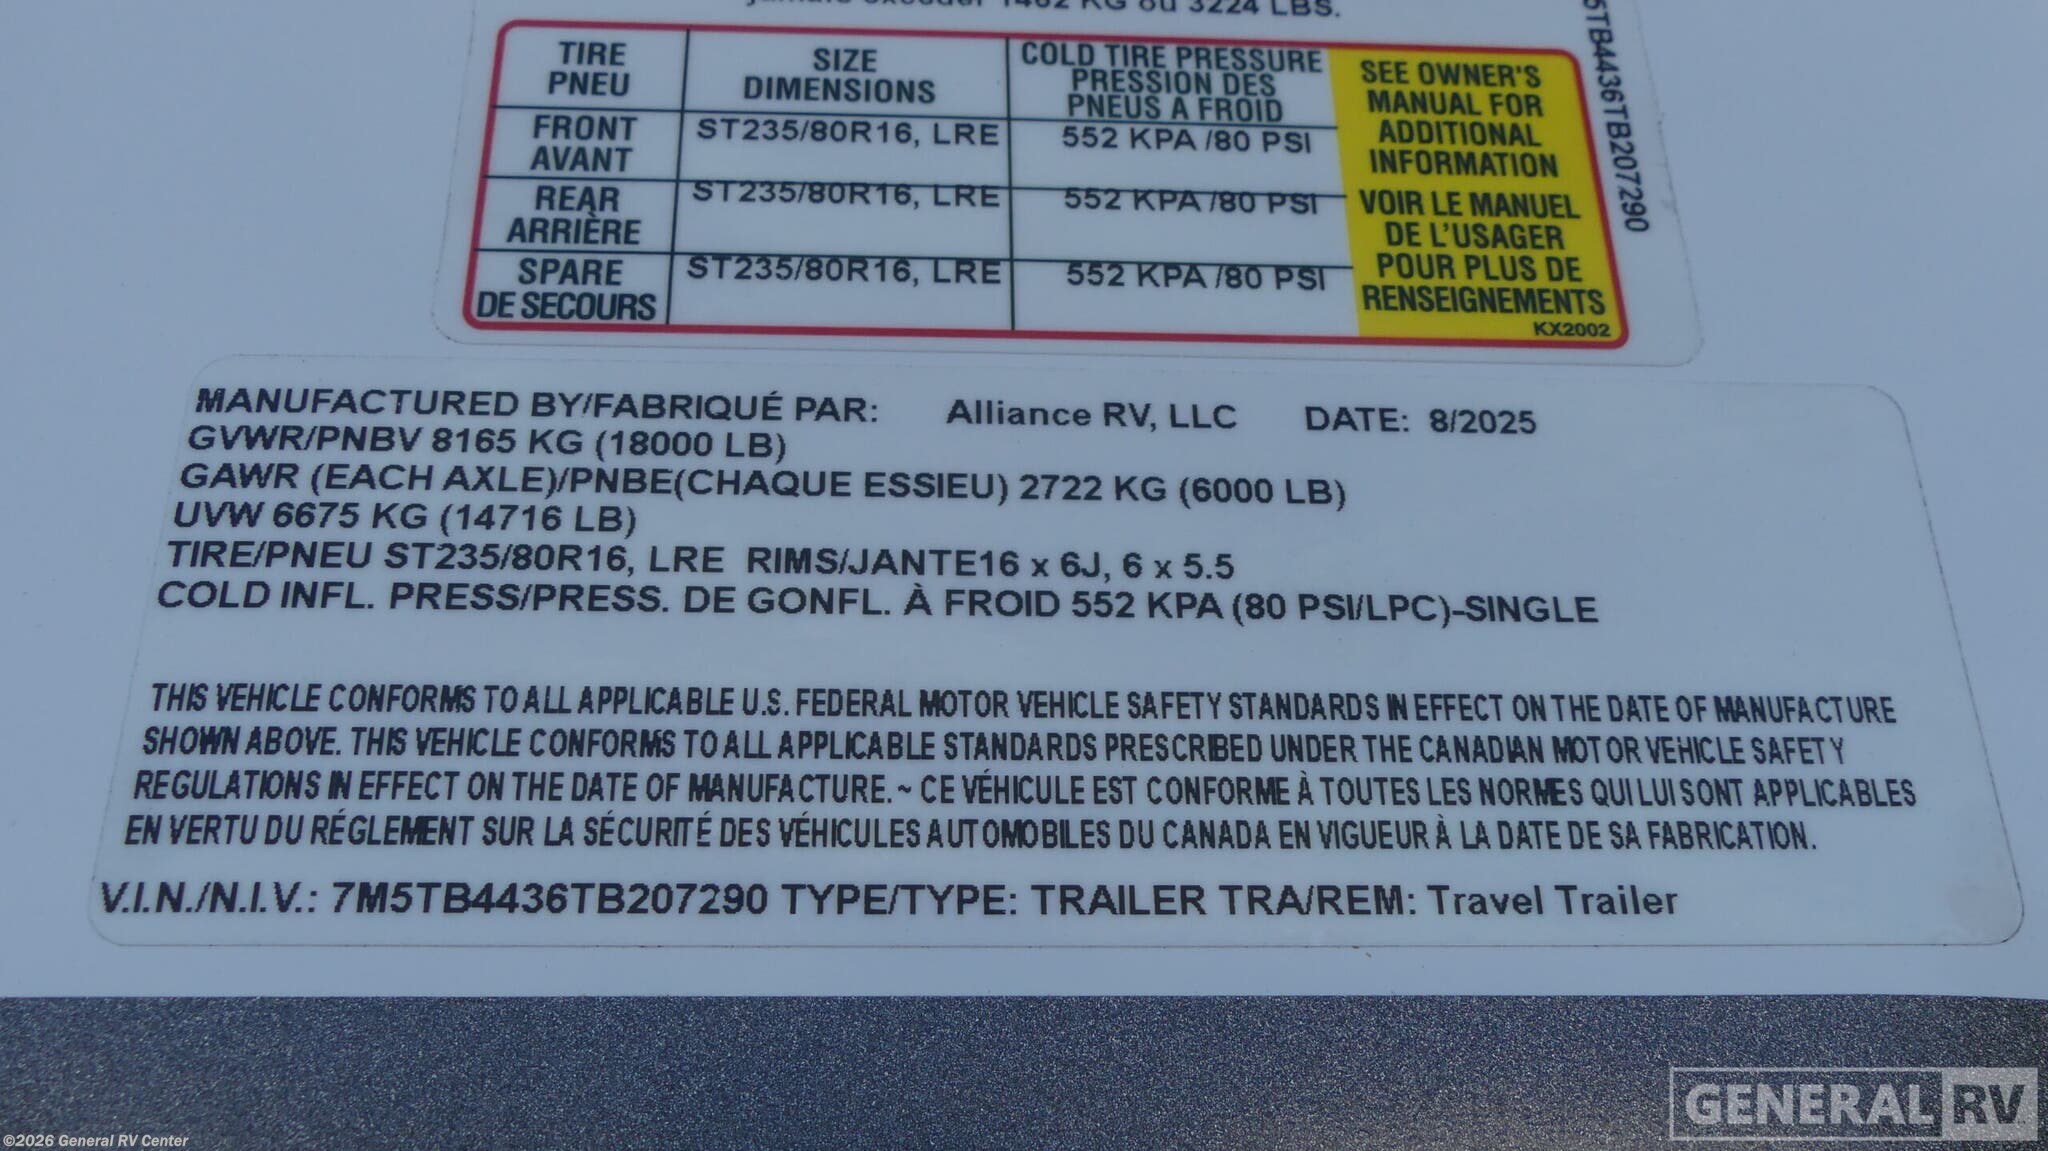 jamais excéder 1462 KG ou 3224 LBS.
5TB4436TB207290
TIRE
PNEU
SIZE
DIMENSIONS
COLD TIRE PRESSURE
PRESSION DES
PNEUS A FROID
FRONT
AVANT
ST235/80R16, LRE
552 KPA /80 PSI
REAR
ARRIÈRE
ST235/80R16, LRE
552 KPA /80 PSI
SPARE
DE SECOURS
ST235/80R16, LRE
552 KPA /80 PSI
SEE OWNER'S
MANUAL FOR
ADDITIONAL
INFORMATION
VOIR LE MANUEL
DE L'USAGER
POUR PLUS DE
RENSEIGNEMENTS
KX2002
MANUFACTURED BY/FABRIQUÉ PAR: Alliance RV, LLC DATE: 8/2025
GVWR/PNBV 8165 KG (18000 LB)
GAWR (EACH AXLE)/PNBE(CHAQUE ESSIEU) 2722 KG (6000 LB)
UVW 6675 KG (14716 LB)
TIRE/PNEU ST235/80R16, LRE RIMS/JANTE16 x 6J, 6 x 5.5
COLD INFL. PRESS/PRESS. DE GONFL. À FROID 552 KPA (80 PSI/LPC)-SINGLE
THIS VEHICLE CONFORMS TO ALL APPLICABLE U.S. FEDERAL MOTOR VEHICLE SAFETY STANDARDS IN EFFECT ON THE DATE OF MANUFACTURE
SHOWN ABOVE. THIS VEHICLE CONFORMS TO ALL APPLICABLE STANDARDS PRESCRIBED UNDER THE CANADIAN MOTOR VEHICLE SAFETY
REGULATIONS IN EFFECT ON THE DATE OF MANUFACTURE. ~ CE VÉHICULE EST CONFORME À TOUTES LES NORMES QUI LUI SONT APPLICABLES
EN VERTU DU RÉGLEMENT SUR LA SÉCURITÉ DES VÉHICULES AUTOMOBILES DU CANADA EN VIGUEUR À LA DATE DE SA FABRICATION.
V.I.N./N.I.V.: 7M5TB4436TB207290 TYPE/TYPE: TRAILER TRA/REM: Travel Trailer
GENERAL RV
©2026 General RV Center